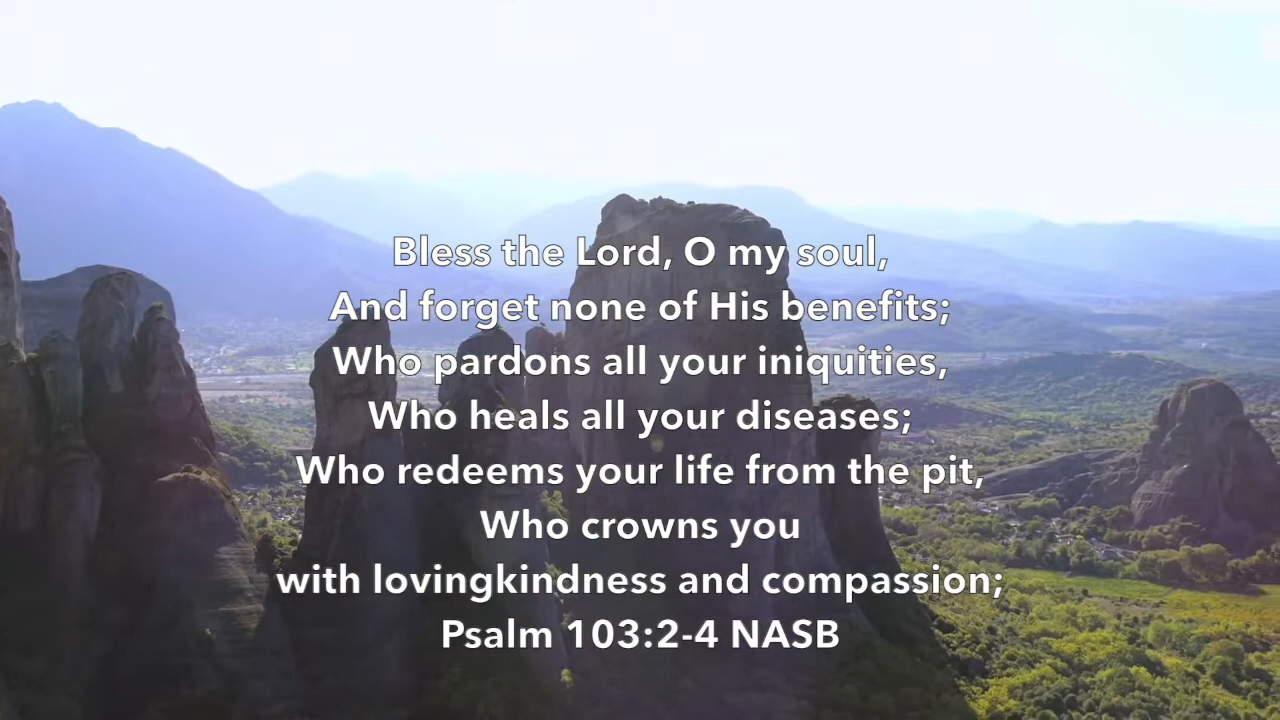 Bless the Lord, O my soul,
And forget none of His benefits;
Who pardons all your iniquities,
Who heals all your diseases;
Who redeems your life from the pit,
Who crowns you
with lovingkindness and compassion;
Psalm 103:2-4 NASB